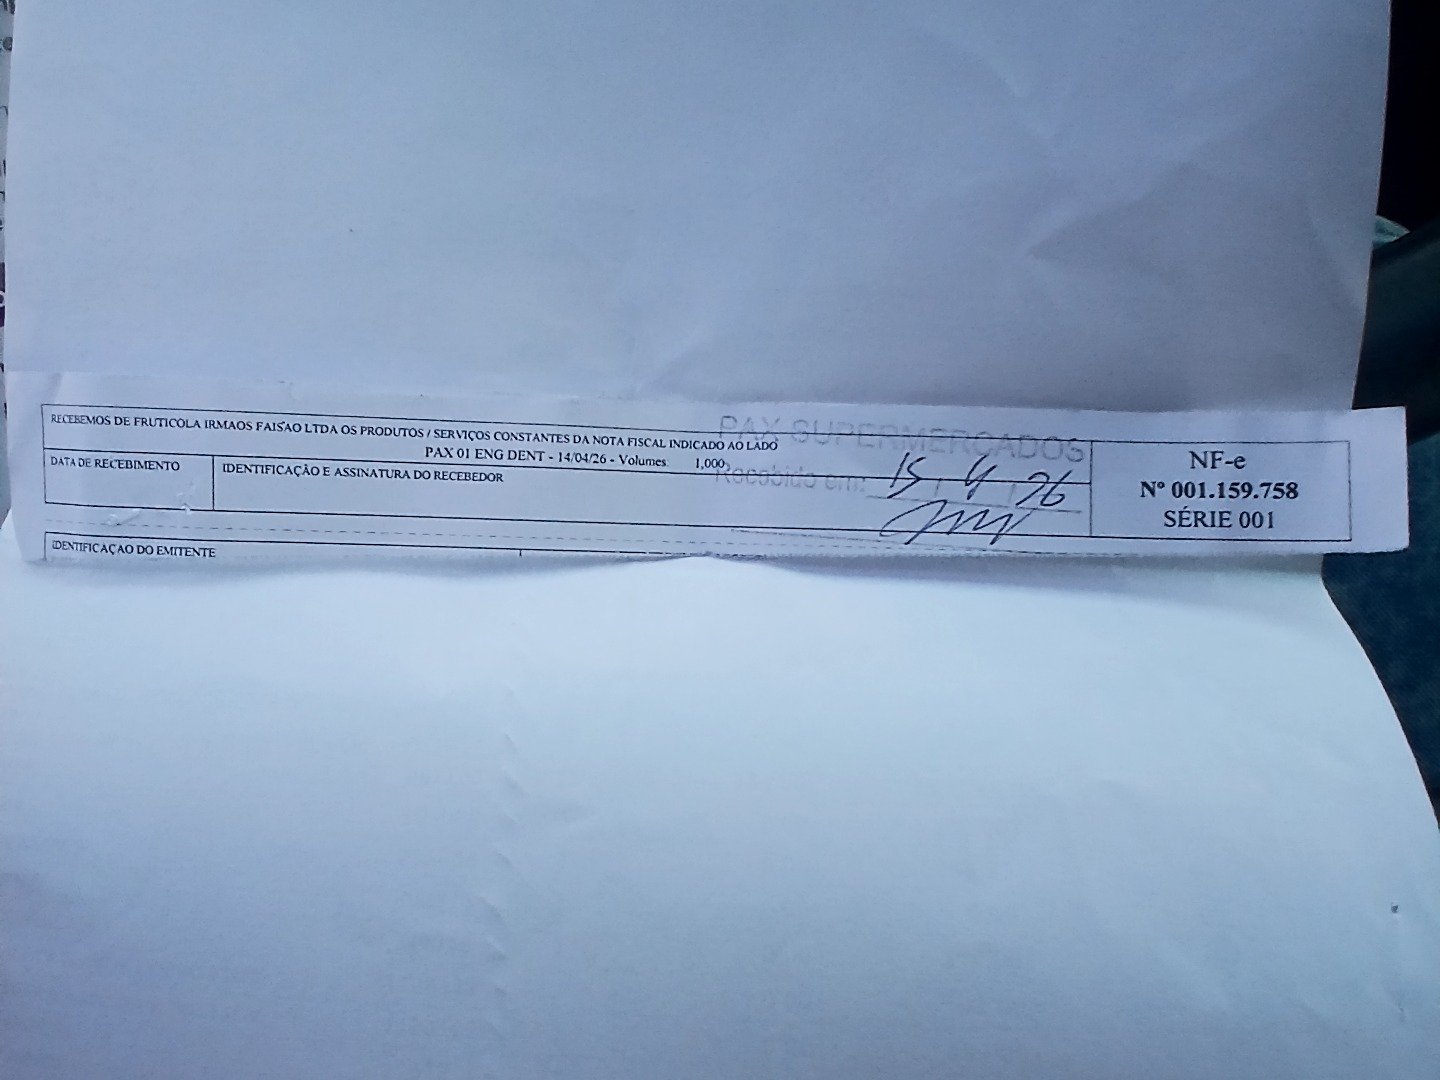 RECEBEMOS DE FRUTICOLA IRMAOS FAISAO LTDA OS PRODUTOS / SERVIÇOS CONSTANTES DA NOTA FISCAL INDICADO AO LADO
PAX 01 ENG DENT - 14/04/26 - Volumes: 1,000
DATA DE RECEBIMENTO
IDENTIFICAÇÃO E ASSINATURA DO RECEBEDOR
PAX SUPERMERCADOS
Recebido em: 15 / 4 / 26
NF-e
Nº 001.159.758
SÉRIE 001
IDENTIFICAÇAO DO EMITENTE